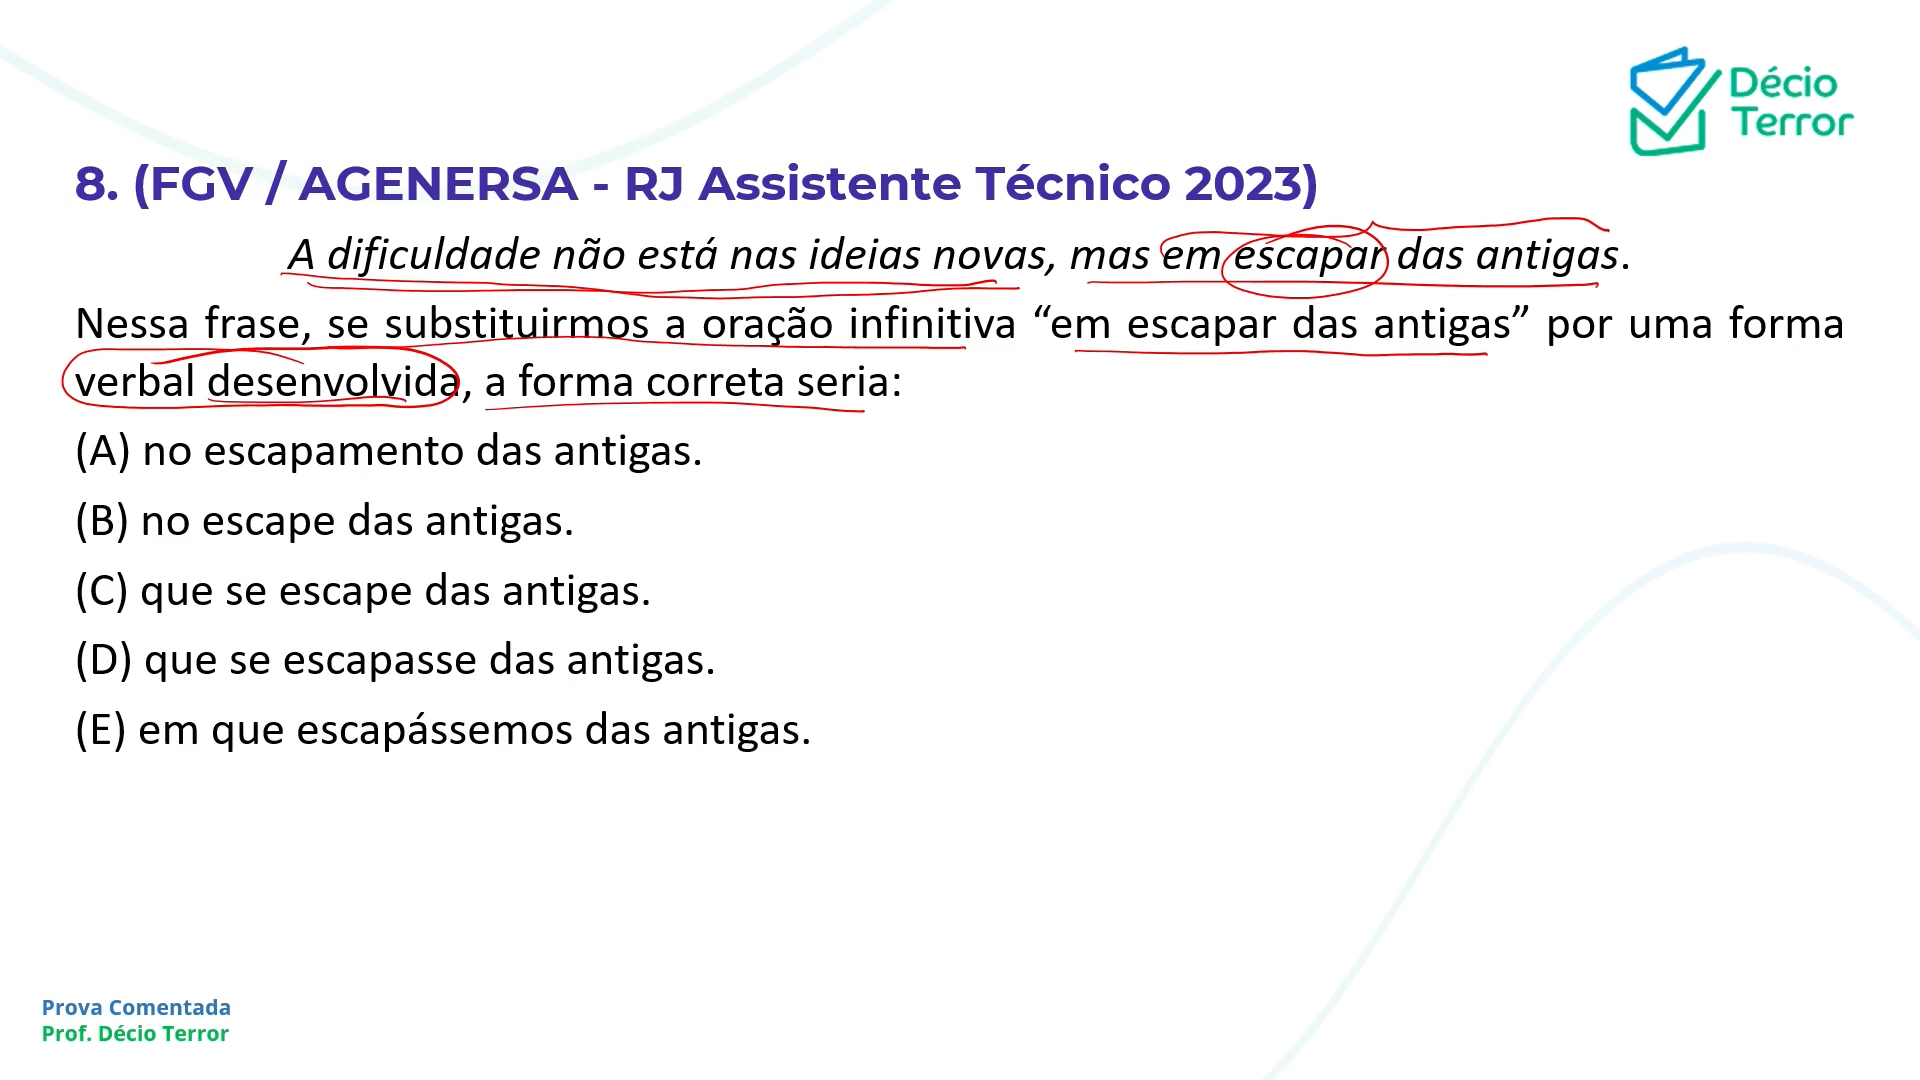 Décio
Terror
8. (FGV / AGENERSA - RJ Assistente Técnico 2023)
A dificuldade não está nas ideias novas, mas em escapar das antigas.
Nessa frase, se substituirmos a oração infinitiva “em escapar das antigas” por uma forma
verbal desenvolvida, a forma correta seria:
(A) no escapamento das antigas.
(B) no escape das antigas.
(C) que se escape das antigas.
(D) que se escapasse das antigas.
(E) em que escapássemos das antigas.
Prova Comentada
Prof. Décio Terror